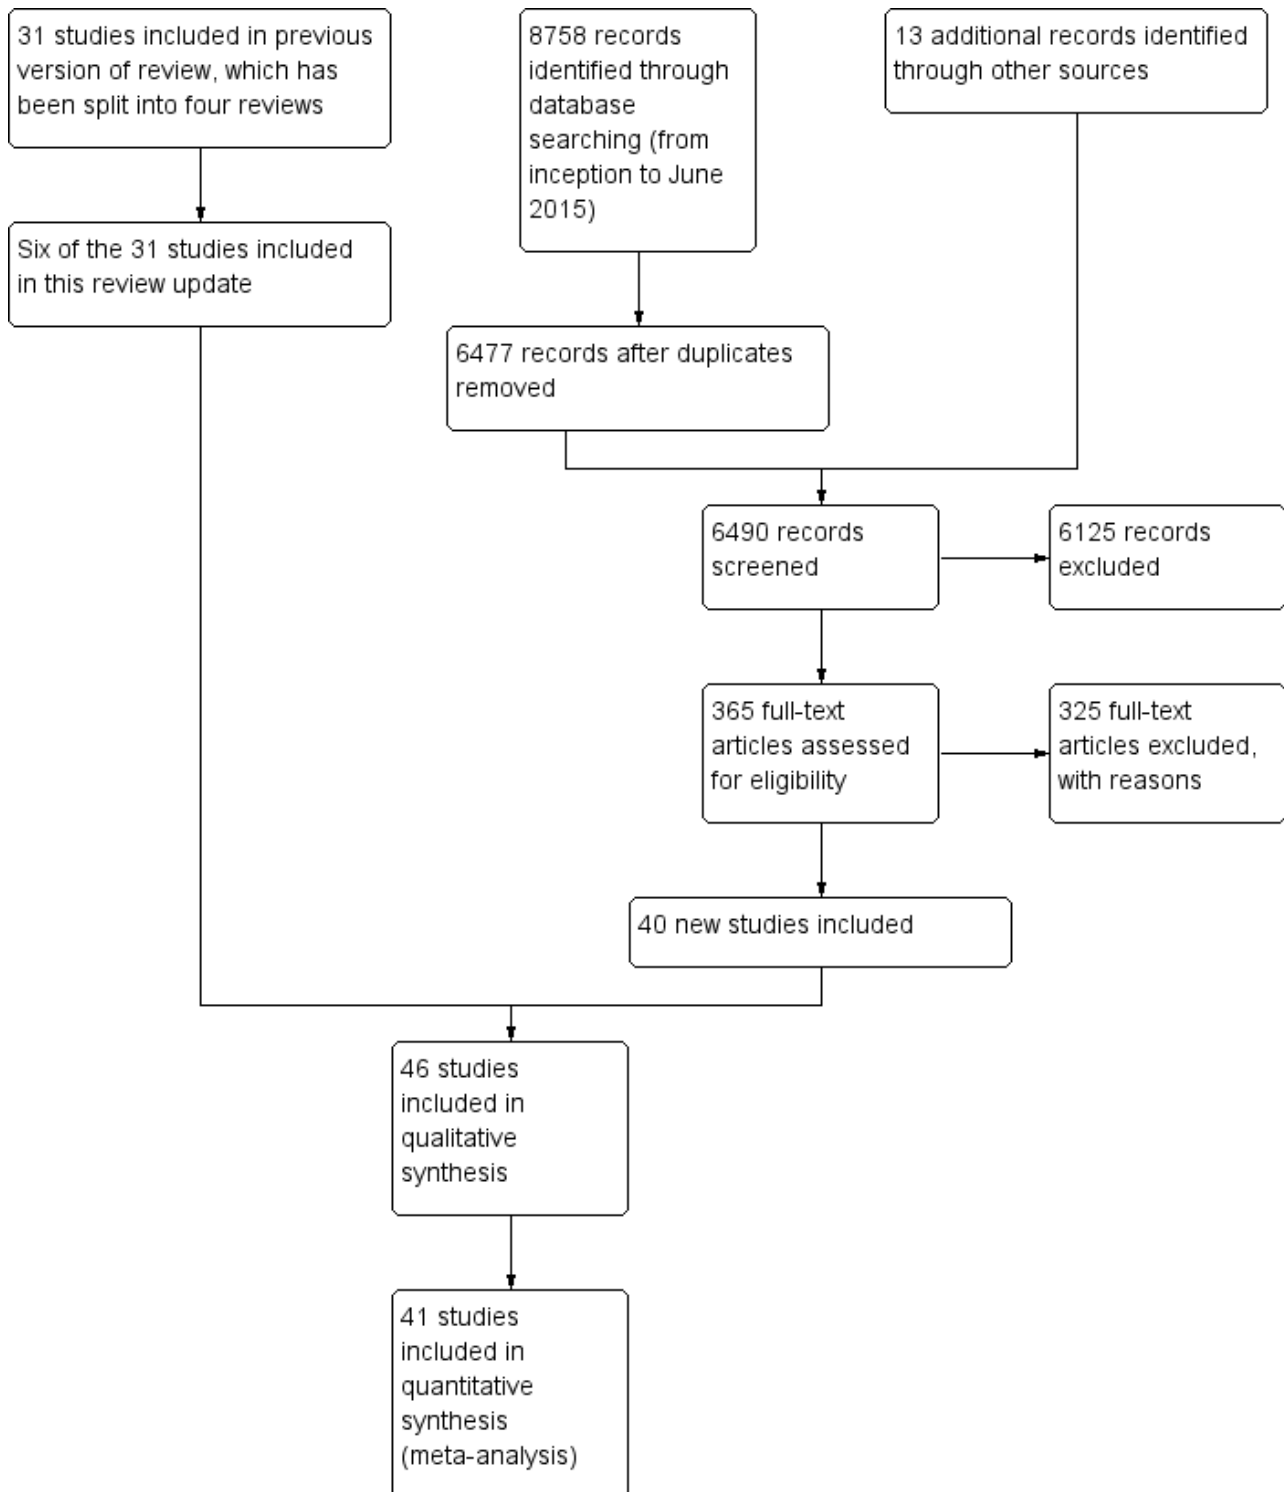 31 studies included in previous
version of review, which has
been split into four reviews
8758 records
identified through
database
searching (from
inception to June
2015)
13 additional records identified
through other sources
Six of the 31 studies included
in this review update
6477 records after duplicates
removed
6490 records
screened
6125 records
excluded
365 full-text
articles assessed
for eligibility
325 full-text
articles excluded,
with reasons
40 new studies included
46 studies
included in
qualitative
synthesis
41 studies
included in
quantitative
synthesis
(meta-analysis)